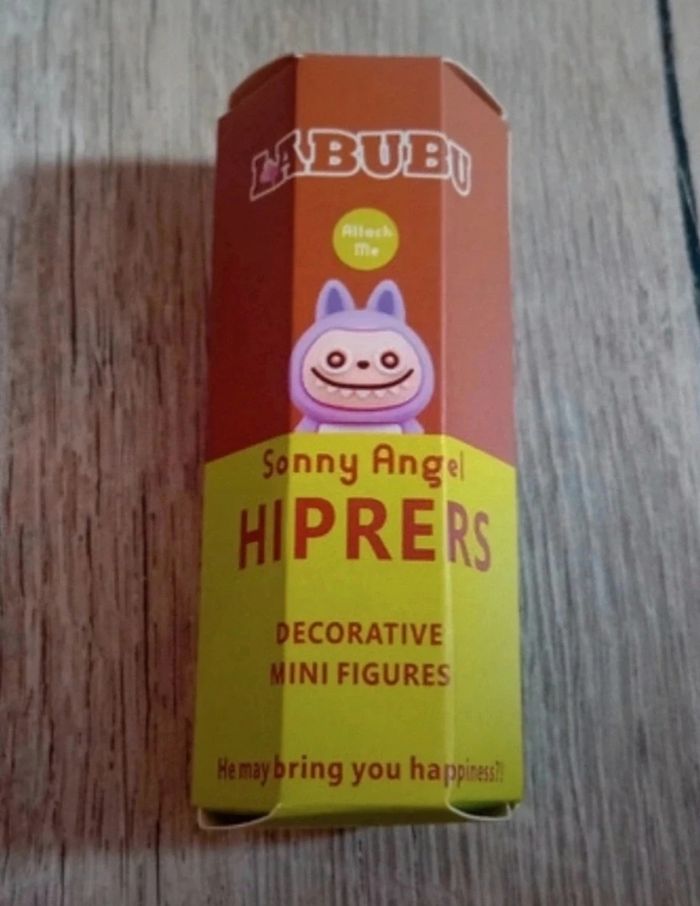 LABUBU
Attach
Me
Sonny Angel
HIPRERS
DECORATIVE
MINI FIGURES
He may bring you happiness?!